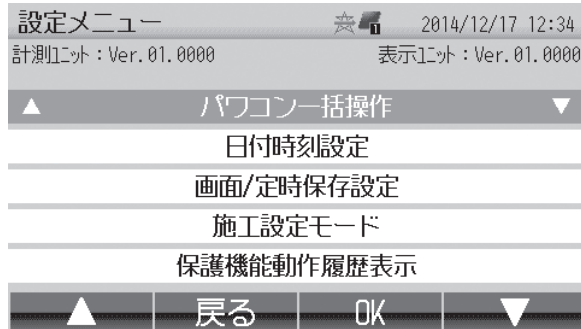 設定メニュー 1 2014/12/17 12:34
計測ﾕﾆｯﾄ：Ver.01.0000 表示ﾕﾆｯﾄ：Ver.01.0000
▲ パワコン一括操作 ▼
日付時刻設定
画面/定時保存設定
施工設定モード
保護機能動作履歴表示
▲ 戻る OK ▼